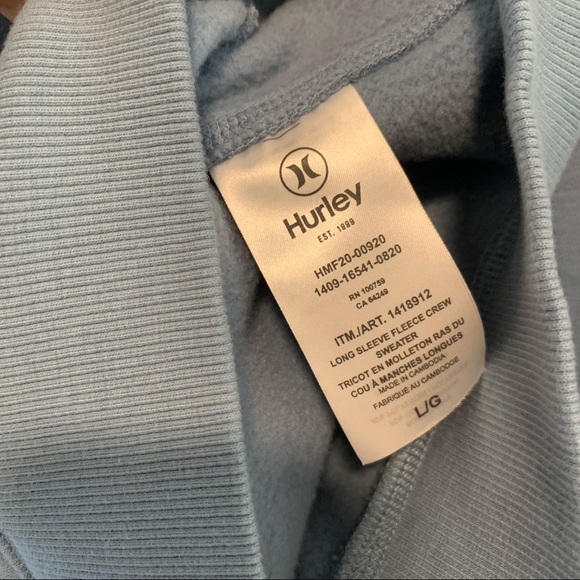 Hurley
EST. 1999
HMF20-00920
1409-16541-0820
RN 100759
CA 64249
ITM./ART. 1418912
LONG SLEEVE FLEECE CREW
SWEATER
TRICOT EN MOLLETON RAS DU
COU À MANCHES LONGUES
MADE IN CAMBODIA
FABRIQUÉ AU CAMBODGE
L/G